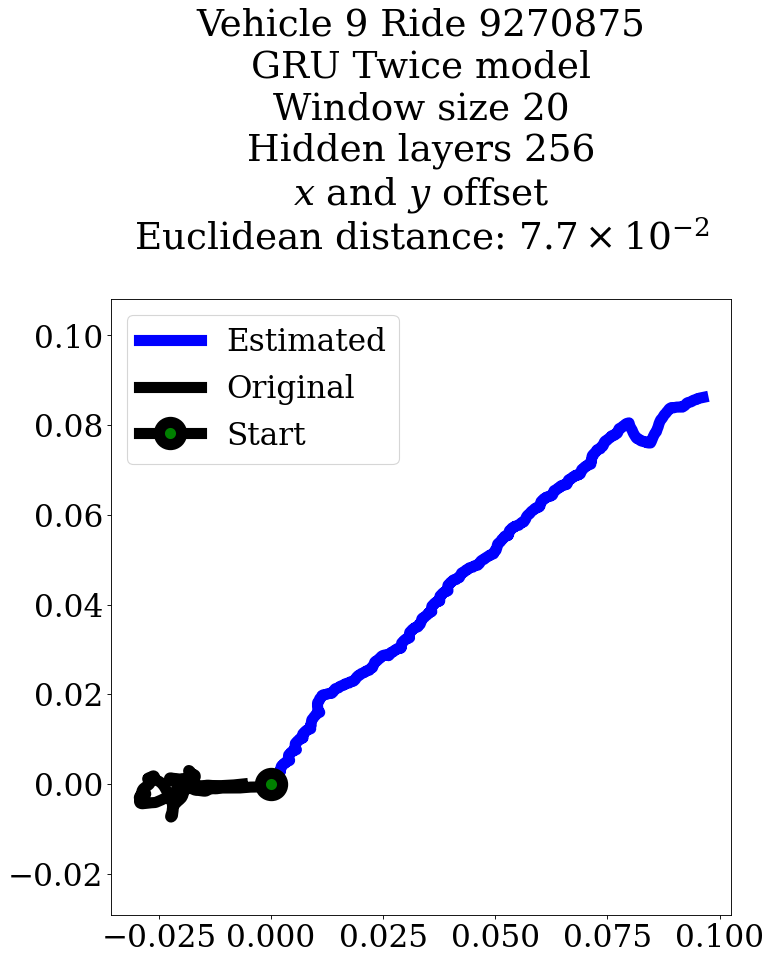 Vehicle 9 Ride 9270875
GRU Twice model
Window size 20
Hidden layers 256
x and y offset
Euclidean distance: 7.7 × 10⁻²
Estimated
Original
Start
0.10
0.08
0.06
0.04
0.02
0.00
−0.02
−0.025 0.000 0.025 0.050 0.075 0.100